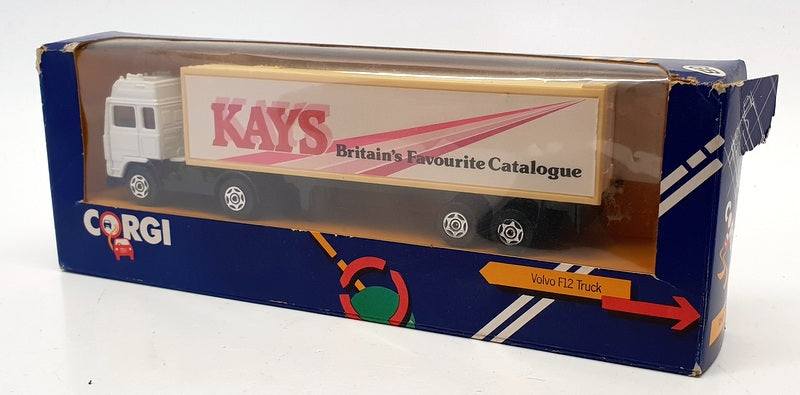 KAYS
Britain's Favourite Catalogue
CORGI
Volvo F12 Truck